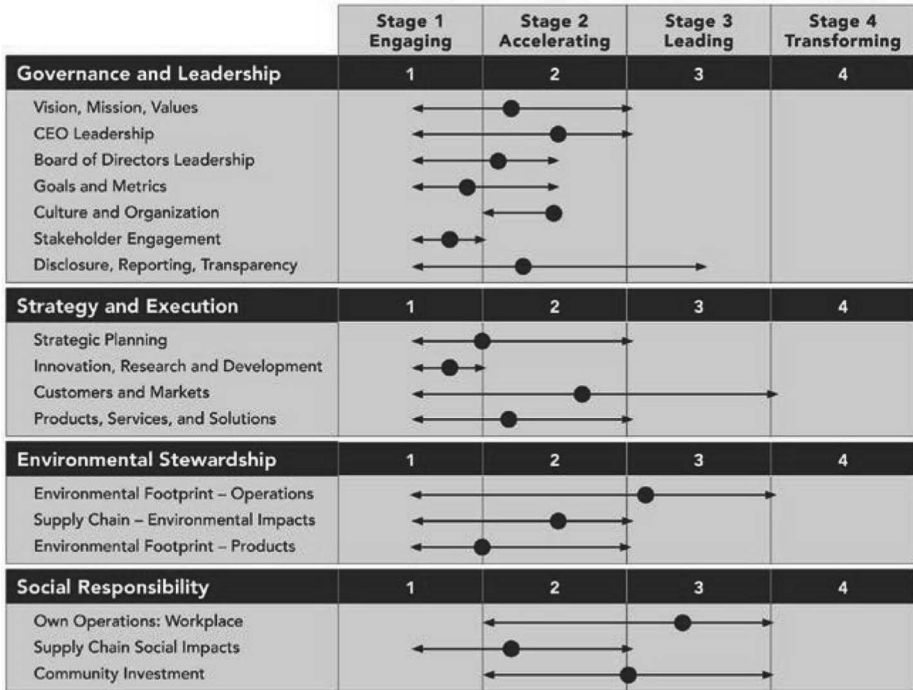 Stage 1 Stage 2 Stage 3 Stage 4
Engaging Accelerating Leading Transforming
Governance and Leadership 1 2 3 4
Vision, Mission, Values
CEO Leadership
Board of Directors Leadership
Goals and Metrics
Culture and Organization
Stakeholder Engagement
Disclosure, Reporting, Transparency
Strategy and Execution 1 2 3 4
Strategic Planning
Innovation, Research and Development
Customers and Markets
Products, Services, and Solutions
Environmental Stewardship 1 2 3 4
Environmental Footprint – Operations
Supply Chain – Environmental Impacts
Environmental Footprint – Products
Social Responsibility 1 2 3 4
Own Operations: Workplace
Supply Chain Social Impacts
Community Investment